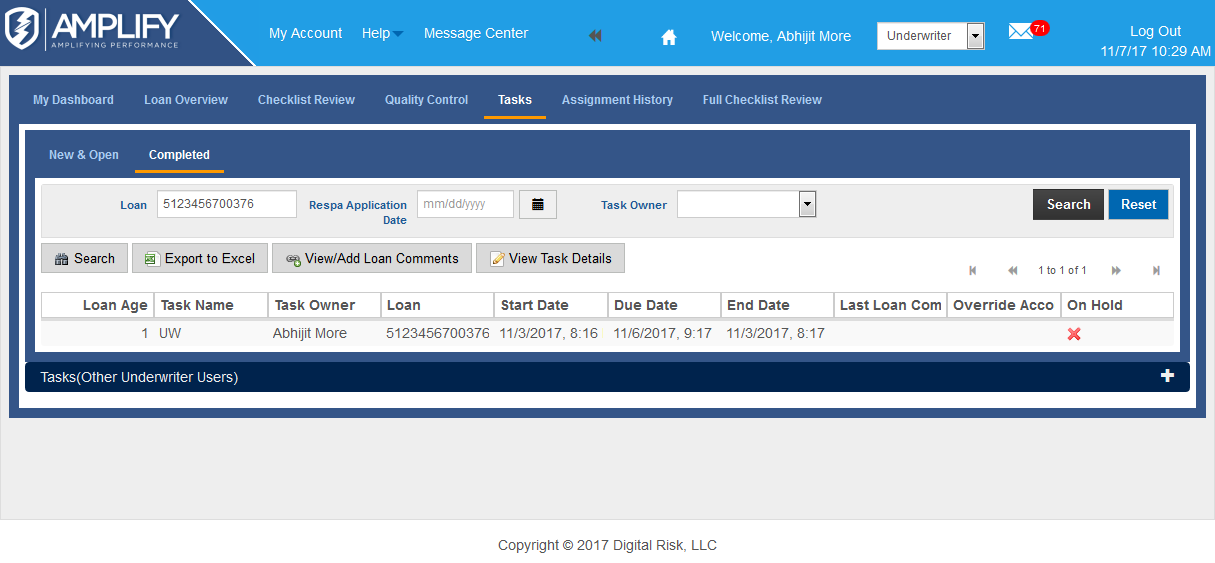 AMPLIFY
AMPLIFYING PERFORMANCE
My Account Help Message Center Welcome, Abhijit More Underwriter 71 Log Out
11/7/17 10:29 AM
My Dashboard Loan Overview Checklist Review Quality Control Tasks Assignment History Full Checklist Review
New & Open Completed
Loan 5123456700376 Respa Application Date mm/dd/yyyy Task Owner Search Reset
Search Export to Excel View/Add Loan Comments View Task Details
1 to 1 of 1
Loan Age Task Name Task Owner Loan Start Date Due Date End Date Last Loan Com Override Acco On Hold
1 UW Abhijit More 5123456700376 11/3/2017, 8:16 11/6/2017, 9:17 11/3/2017, 8:17
Tasks(Other Underwriter Users)
Copyright © 2017 Digital Risk, LLC